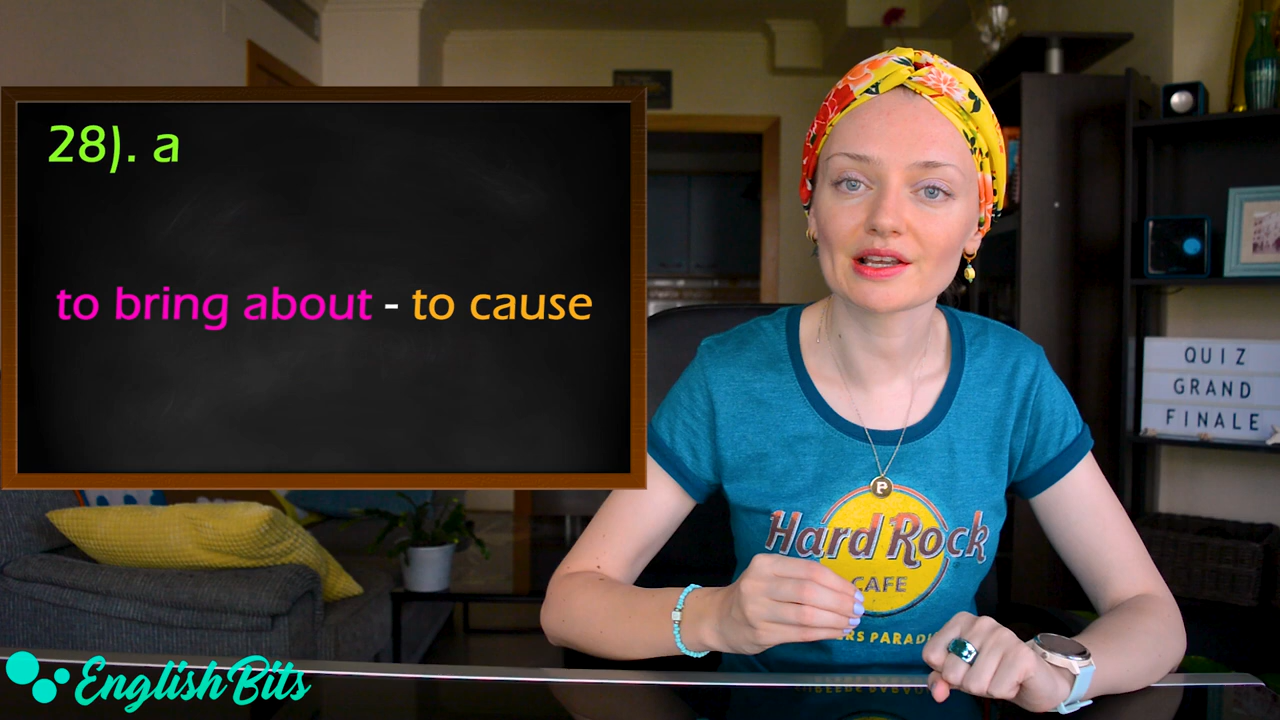 28). a
to bring about - to cause
QUIZ
GRAND
FINALE
P
Hard Rock
CAFE
EnglishBits